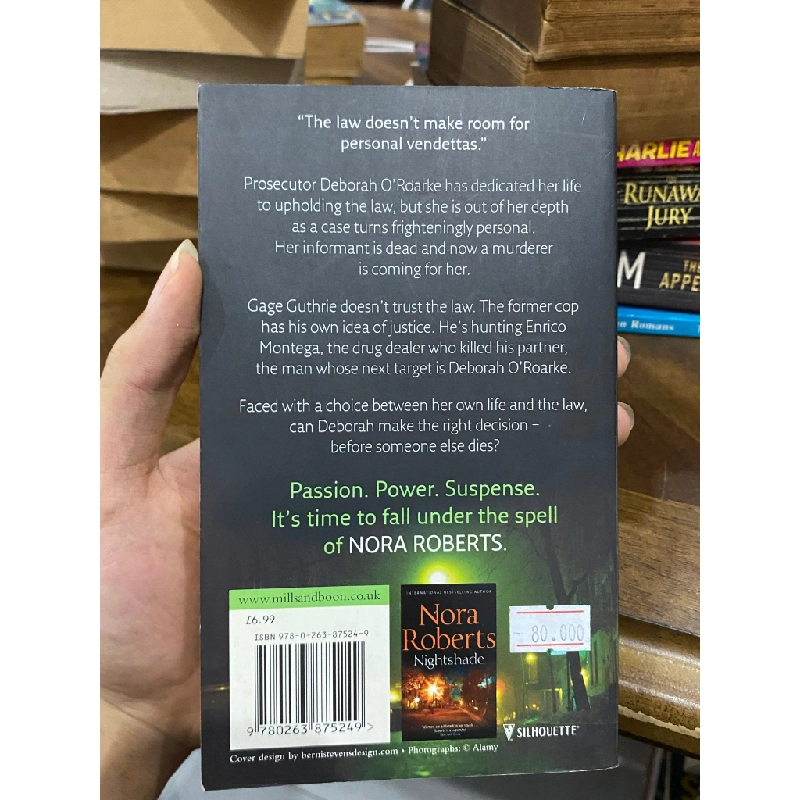 "The law doesn't make room for
personal vendettas."
Prosecutor Deborah O'Roarke has dedicated her life
to upholding the law, but she is out of her depth
as a case turns frighteningly personal.
Her informant is dead and now a murderer
is coming for her.
Gage Guthrie doesn't trust the law. The former cop
has his own idea of justice. He's hunting Enrico
Montega, the drug dealer who killed his partner,
the man whose next target is Deborah O'Roarke.
Faced with a choice between her own life and the law,
can Deborah make the right decision –
before someone else dies?
Passion. Power. Suspense.
It's time to fall under the spell
of NORA ROBERTS.
www.millsandboon.co.uk
£6.99
ISBN 978-0-263-87524-9
9 780263 875249 >
INTERNATIONAL BESTSELLING AUTHOR
Nora
Roberts
Nightshade
80.000
SILHOUETTE
Cover design by bernistevensdesign.com • Photographs: © Alamy
HARLIE
RUNAWA
JURY
M
THE
APPE
Romans